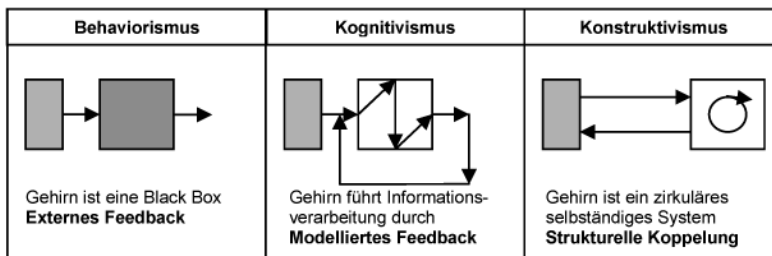 Behaviorismus
Kognitivismus
Konstruktivismus
Gehirn ist eine Black Box
Externes Feedback
Gehirn führt Informations-
verarbeitung durch
Modelliertes Feedback
Gehirn ist ein zirkuläres
selbständiges System
Strukturelle Koppelung